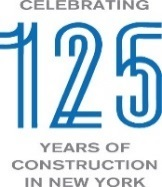 CELEBRATING
125
YEARS OF
CONSTRUCTION
IN NEW YORK